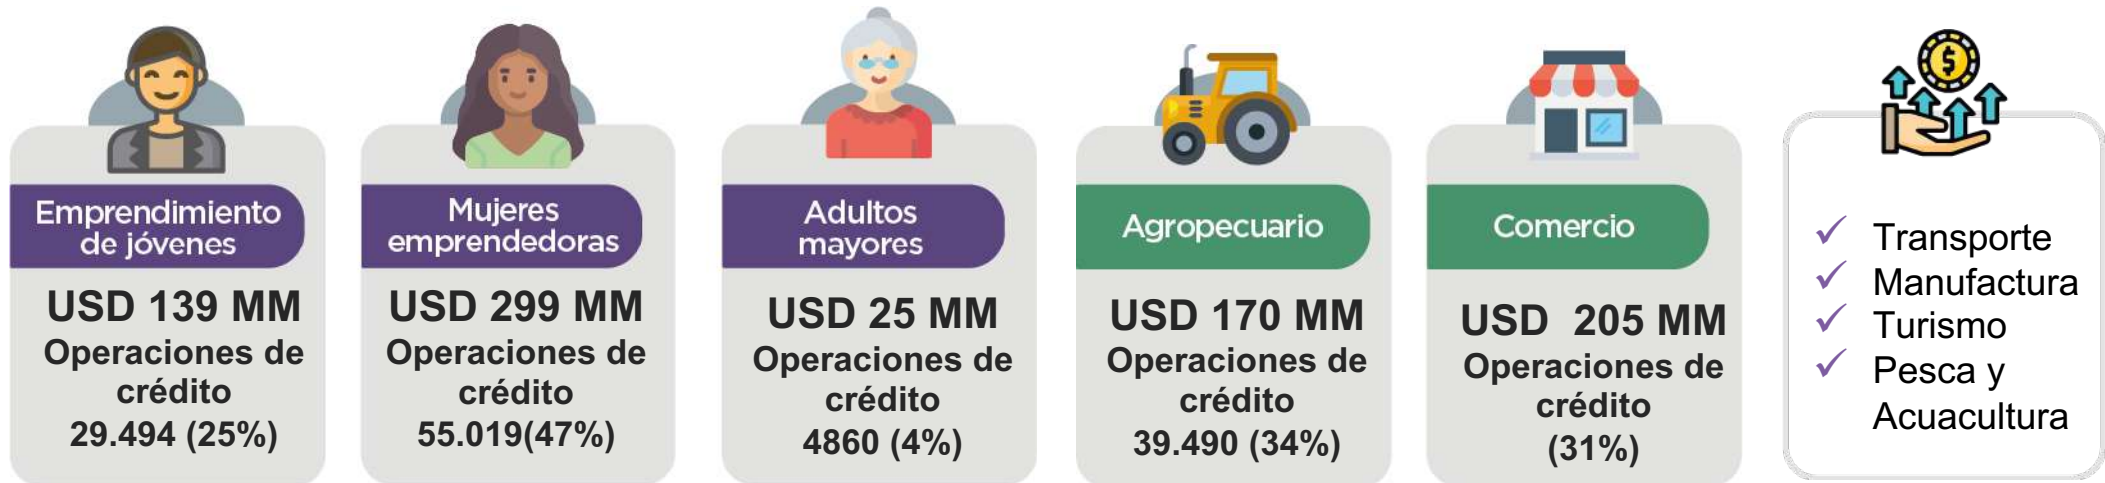 Emprendimiento
de jóvenes
USD 139 MM
Operaciones de
crédito
29.494 (25%)
Mujeres
emprendedoras
USD 299 MM
Operaciones de
crédito
55.019(47%)
Adultos
mayores
USD 25 MM
Operaciones de
crédito
4860 (4%)
Agropecuario
USD 170 MM
Operaciones de
crédito
39.490 (34%)
Comercio
USD 205 MM
Operaciones de
crédito
(31%)
$
✓ Transporte
✓ Manufactura
✓ Turismo
✓ Pesca y
Acuacultura